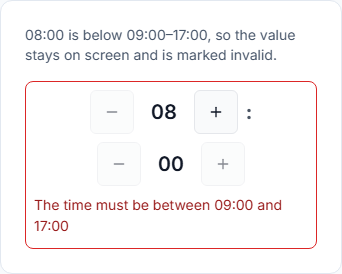 08:00 is below 09:00–17:00, so the value
stays on screen and is marked invalid.
− 08 + :
− 00 +
The time must be between 09:00 and
17:00